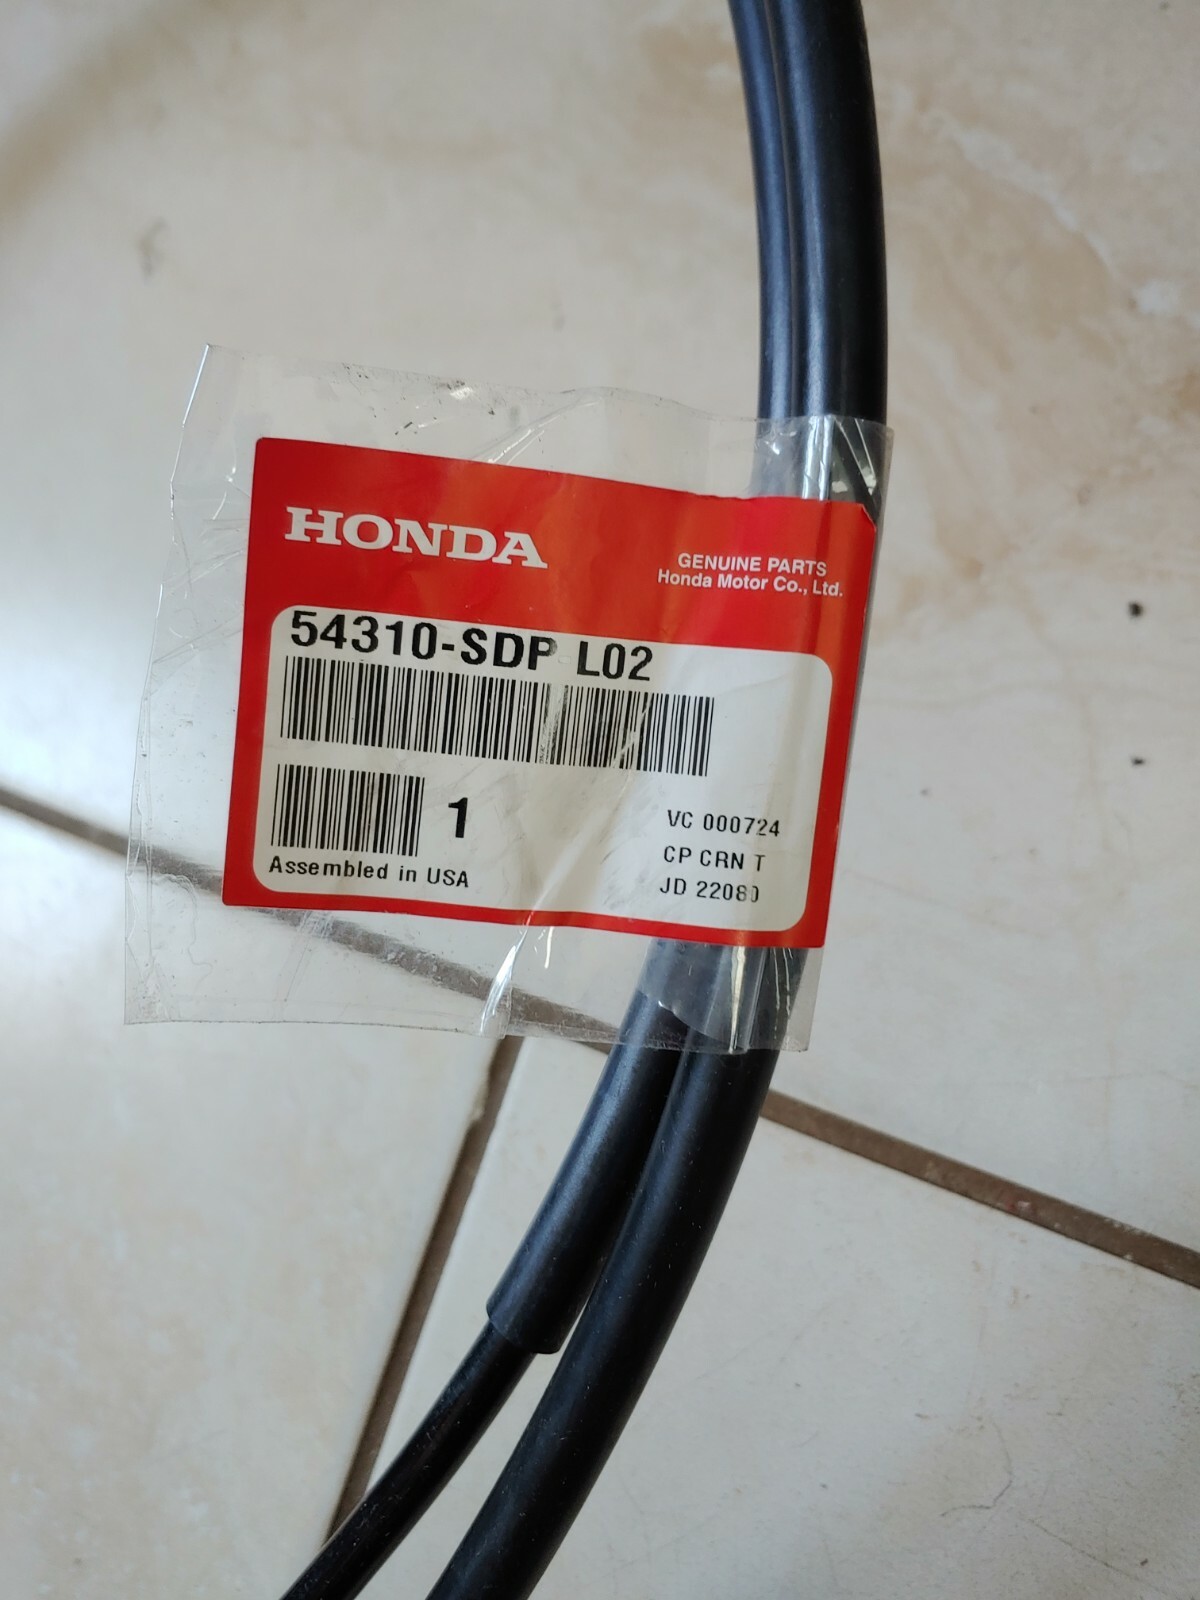 HONDA
GENUINE PARTS
Honda Motor Co., Ltd.
54310-SDP L02
1
VC 000724
CP CRN T
JD 22080
Assembled in USA